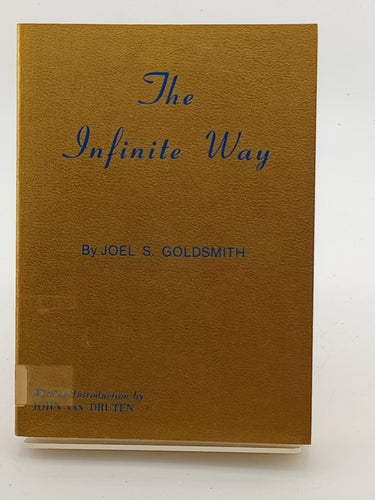 The
Infinite Way
By JOEL S. GOLDSMITH
With an Introduction by
JOHN VAN DRUTEN